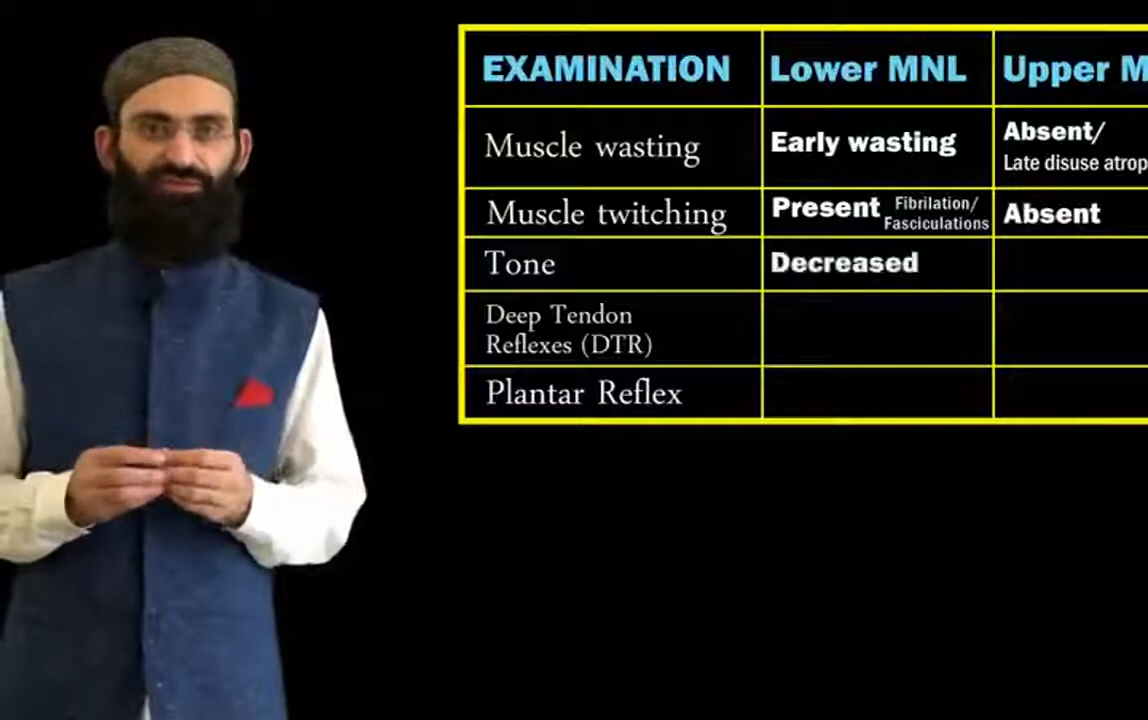 EXAMINATION Lower MNL Upper M
Muscle wasting Early wasting Absent/
Late disuse atrop
Muscle twitching Present Fibrilation/
Fasciculations Absent
Tone Decreased
Deep Tendon
Reflexes (DTR)
Plantar Reflex